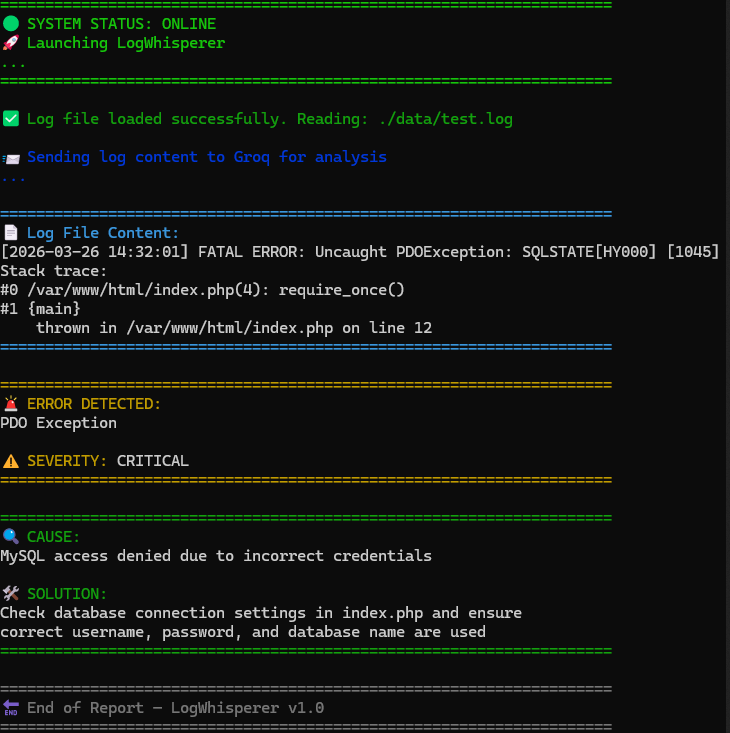 ============================================================
SYSTEM STATUS: ONLINE
🚀 Launching LogWhisperer
...
============================================================
✅ Log file loaded successfully. Reading: ./data/test.log
📨 Sending log content to Groq for analysis
...
============================================================
📄 Log File Content:
[2026-03-26 14:32:01] FATAL ERROR: Uncaught PDOException: SQLSTATE[HY000] [1045]
Stack trace:
#0 /var/www/html/index.php(4): require_once()
#1 {main}
    thrown in /var/www/html/index.php on line 12
============================================================
============================================================
🚨 ERROR DETECTED:
PDO Exception
⚠️ SEVERITY: CRITICAL
============================================================
============================================================
🔍 CAUSE:
MySQL access denied due to incorrect credentials
🛠️ SOLUTION:
Check database connection settings in index.php and ensure
correct username, password, and database name are used
============================================================
============================================================
🔚 End of Report — LogWhisperer v1.0
============================================================